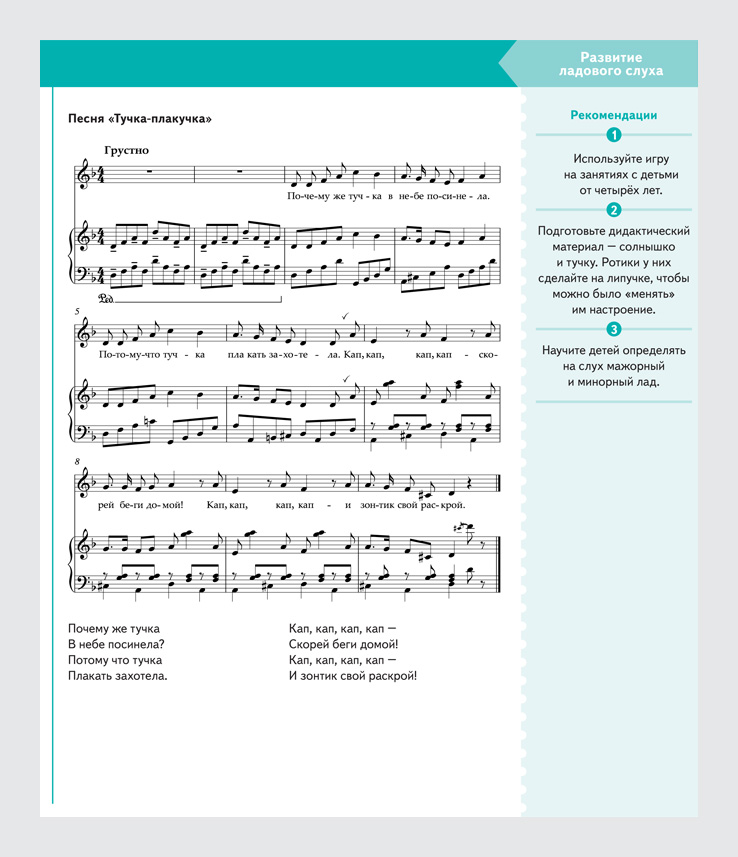 Развитие
ладового слуха
Песня «Тучка-плакучка»
Грустно
По-че-му же туч - ка в не-бе по-си-не - ла.
Ped.
5
По-то-му-что туч - ка пла кать за-хо-те - ла. Кап, кап, кап, кап - ско-
8
рей бе-ги до-мой! Кап, кап, кап, кап - и зон-тик свой рас-крой.
Почему же тучка
В небе посинела?
Потому что тучка
Плакать захотела.
Кап, кап, кап, кап —
Скорей беги домой!
Кап, кап, кап, кап —
И зонтик свой раскрой!
Рекомендации
1
Используйте игру
на занятиях с детьми
от четырёх лет.
2
Подготовьте дидактический
материал — солнышко
и тучку. Ротики у них
сделайте на липучке, чтобы
можно было «менять»
им настроение.
3
Научите детей определять
на слух мажорный
и минорный лад.